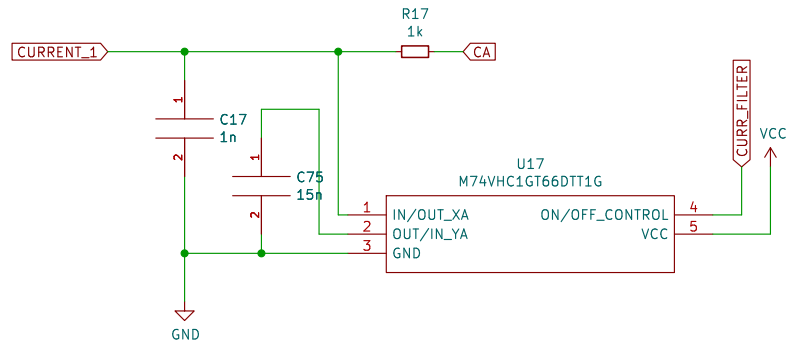 R17
1k
CURRENT_1
CA
CURR_FILTER
1
C17
1n
2
VCC
1
C75
15n
2
U17
M74VHC1GT66DTT1G
1
IN/OUT_XA
ON/OFF_CONTROL
4
2
OUT/IN_YA
VCC
5
3
GND
GND